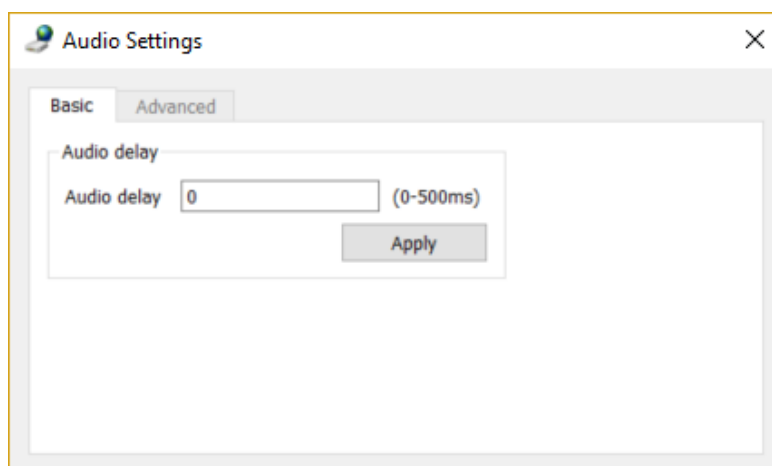 Audio Settings
Basic Advanced
Audio delay
Audio delay 0 (0-500ms)
Apply